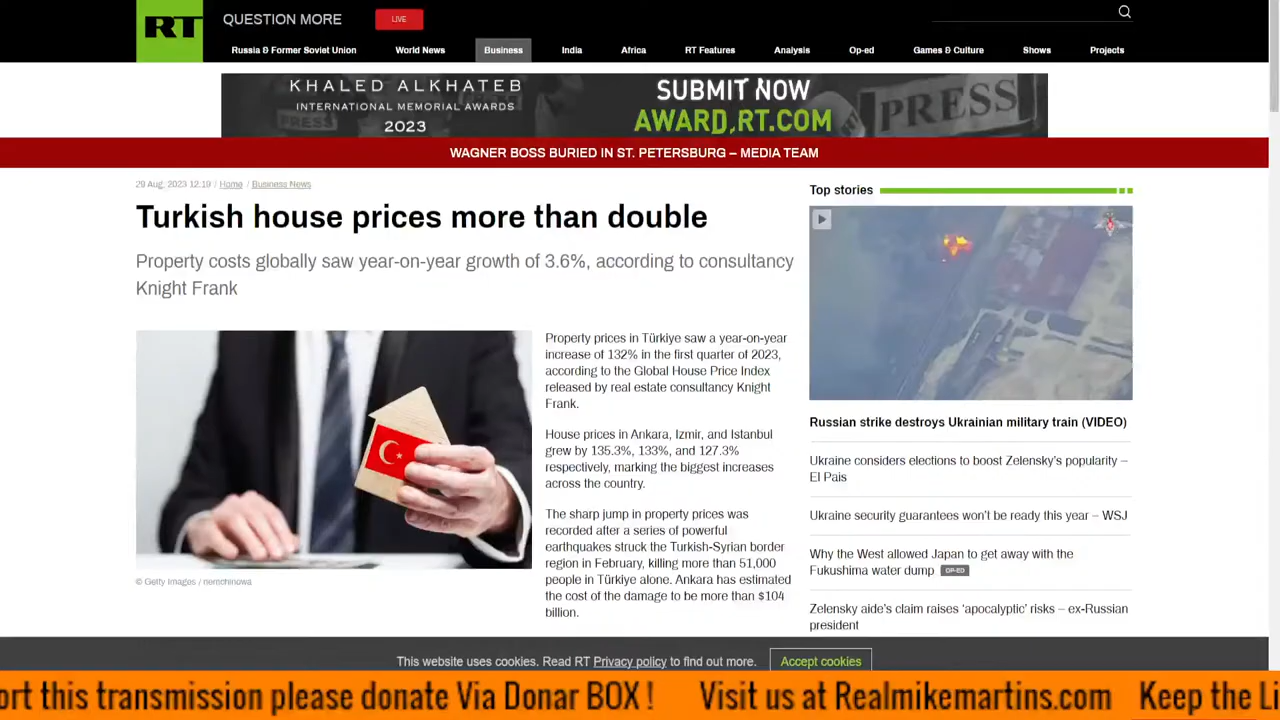 RT
QUESTION MORE
LIVE
Russia & Former Soviet Union World News Business India Africa RT Features Analysis Op-ed Games & Culture Shows Projects
KHALED ALKHATEB
INTERNATIONAL MEMORIAL AWARDS
2023
SUBMIT NOW
AWARD.RT.COM
PRESS
PRESS
WAGNER BOSS BURIED IN ST. PETERSBURG – MEDIA TEAM
29 Aug, 2023 12:19 / Home / Business News
Turkish house prices more than double
Property costs globally saw year-on-year growth of 3.6%, according to consultancy
Knight Frank
© Getty Images / nemchinowa
Property prices in Türkiye saw a year-on-year
increase of 132% in the first quarter of 2023,
according to the Global House Price Index
released by real estate consultancy Knight
Frank.
House prices in Ankara, Izmir, and Istanbul
grew by 135.3%, 133%, and 127.3%
respectively, marking the biggest increases
across the country.
The sharp jump in property prices was
recorded after a series of powerful
earthquakes struck the Turkish-Syrian border
region in February, killing more than 51,000
people in Türkiye alone. Ankara has estimated
the cost of the damage to be more than $104
billion.
Top stories
Russian strike destroys Ukrainian military train (VIDEO)
Ukraine considers elections to boost Zelensky's popularity –
El Pais
Ukraine security guarantees won't be ready this year – WSJ
Why the West allowed Japan to get away with the
Fukushima water dump OP-ED
Zelensky aide's claim raises 'apocalyptic' risks – ex-Russian
president
This website uses cookies. Read RT Privacy policy to find out more. Accept cookies
ort this transmission please donate Via Donar BOX ! Visit us at Realmikemartins.com Keep the Li